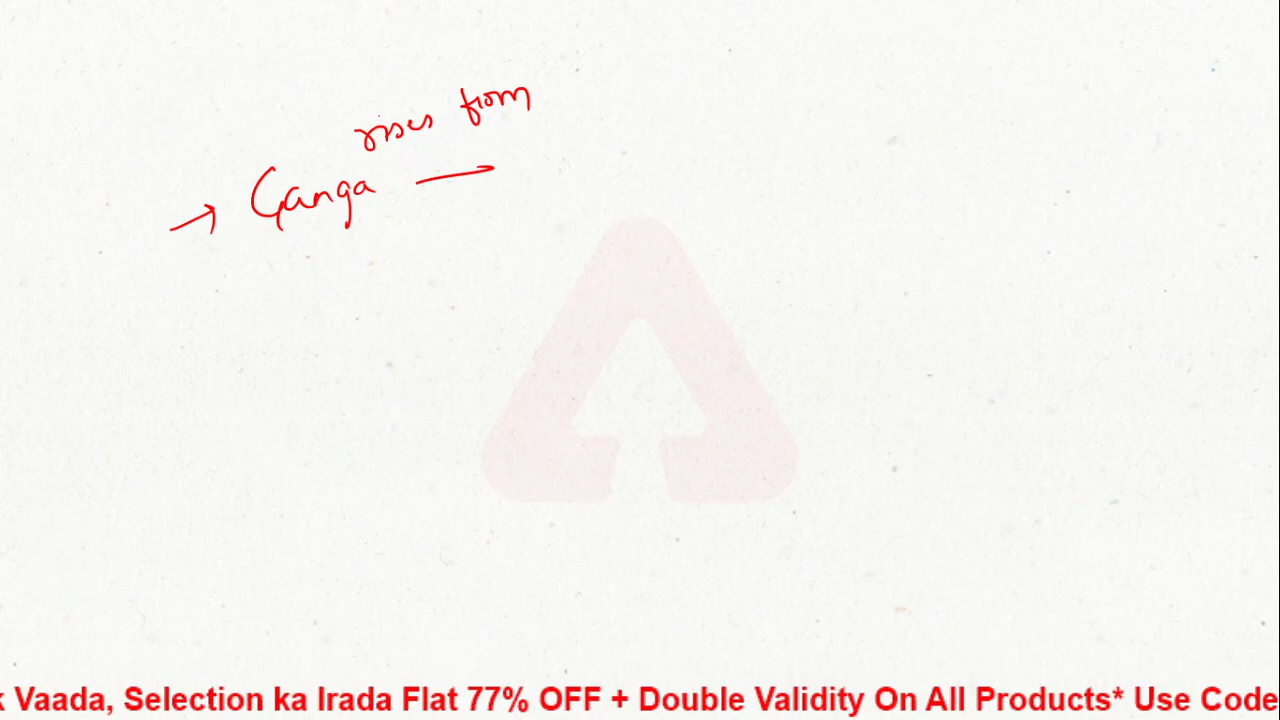 rises from
→ Ganga →
k Vaada, Selection ka Irada Flat 77% OFF + Double Validity On All Products* Use Code